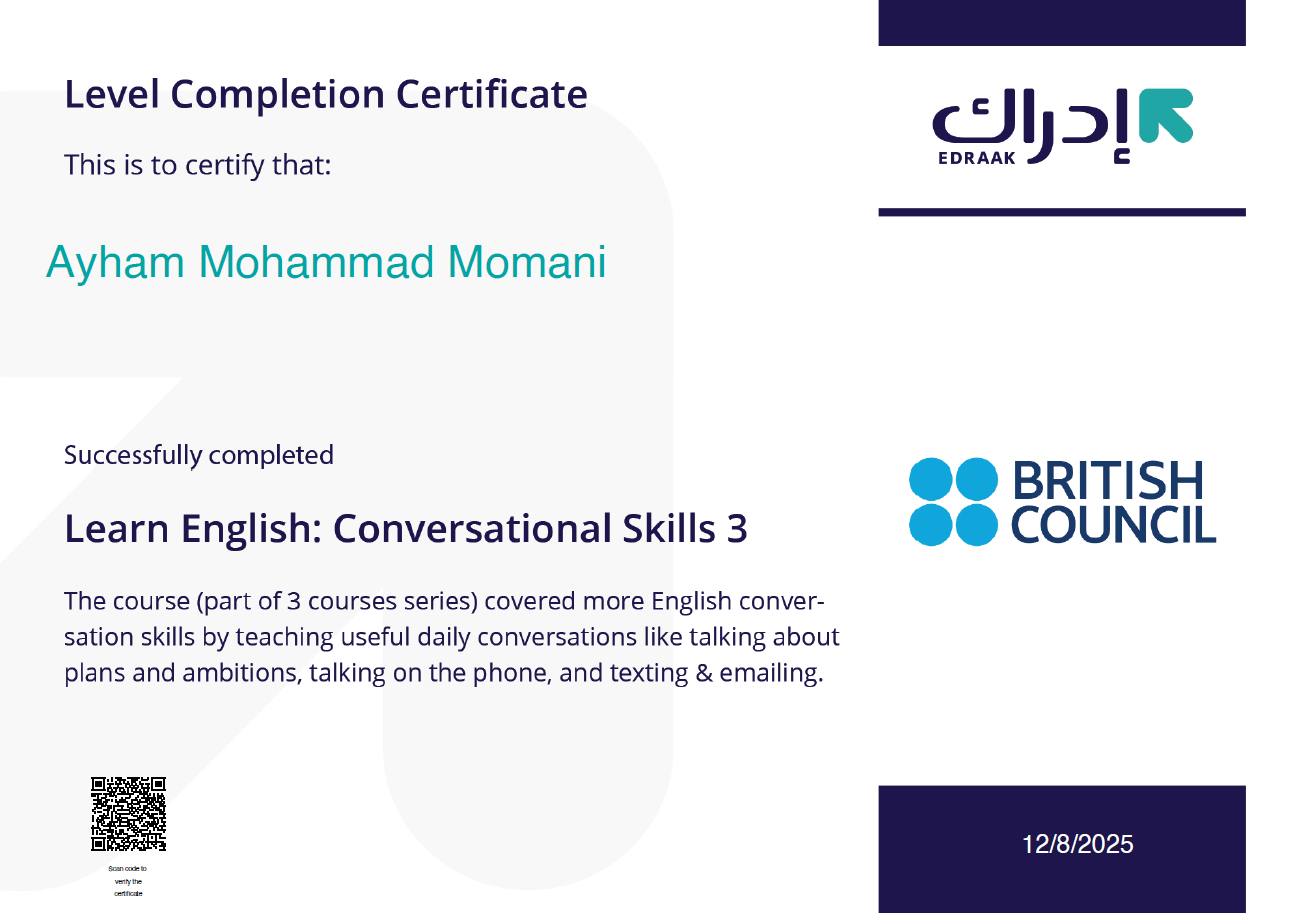 Level Completion Certificate
This is to certify that:
Ayham Mohammad Momani
Successfully completed
Learn English: Conversational Skills 3
The course (part of 3 courses series) covered more English conver-
sation skills by teaching useful daily conversations like talking about
plans and ambitions, talking on the phone, and texting & emailing.
Scan code to
verify the
certificate
إدراك
EDRAAK
BRITISH
COUNCIL
12/8/2025